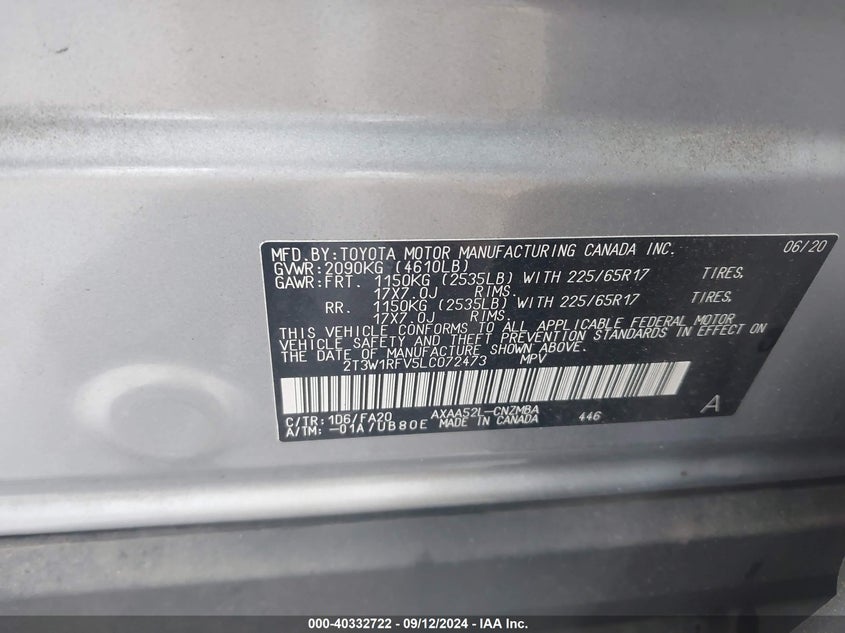 MFD. BY: TOYOTA MOTOR MANUFACTURING CANADA INC. 06/20
GVWR: 2090KG (4610LB)
GAWR: FRT. 1150KG (2535LB) WITH 225/65R17 TIRES,
17X7.0J RIMS.
RR. 1150KG (2535LB) WITH 225/65R17 TIRES,
17X7.0J RIMS.
THIS VEHICLE CONFORMS TO ALL APPLICABLE FEDERAL MOTOR
VEHICLE SAFETY AND THEFT PREVENTION STANDARDS IN EFFECT ON
THE DATE OF MANUFACTURE SHOWN ABOVE.
2T3W1RFV5LC072473 MPV
C/TR: 1D6/FA20 AXAA52L-CNZMBA 446 A
A/TM: -01A/UB80E MADE IN CANADA
000-40332722 - 09/12/2024 - IAA Inc.